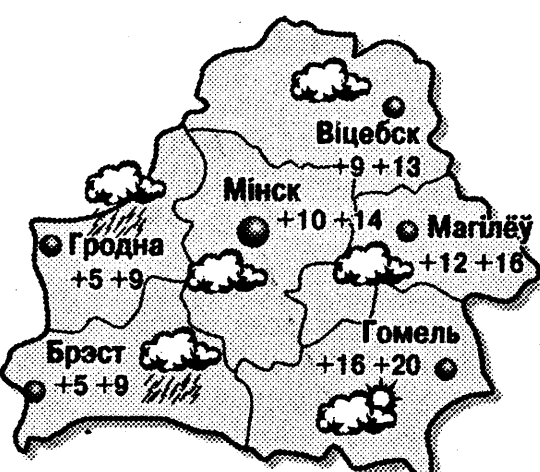 Віцебск
+9 +13
Мінск
+10 +14
Магілёў
+12 +16
Гродна
+5 +9
Гомель
+16 +20
Брэст
+5 +9